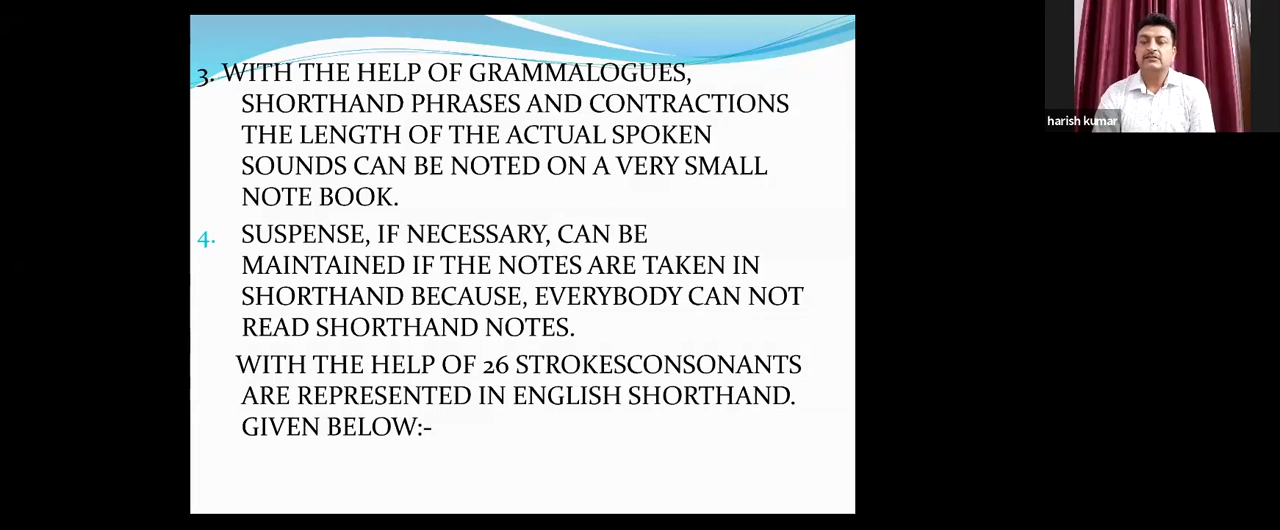 3. WITH THE HELP OF GRAMMALOGUES,
SHORTHAND PHRASES AND CONTRACTIONS
THE LENGTH OF THE ACTUAL SPOKEN
SOUNDS CAN BE NOTED ON A VERY SMALL
NOTE BOOK.
4. SUSPENSE, IF NECESSARY, CAN BE
MAINTAINED IF THE NOTES ARE TAKEN IN
SHORTHAND BECAUSE, EVERYBODY CAN NOT
READ SHORTHAND NOTES.
WITH THE HELP OF 26 STROKESCONSONANTS
ARE REPRESENTED IN ENGLISH SHORTHAND.
GIVEN BELOW:-
harish kumar